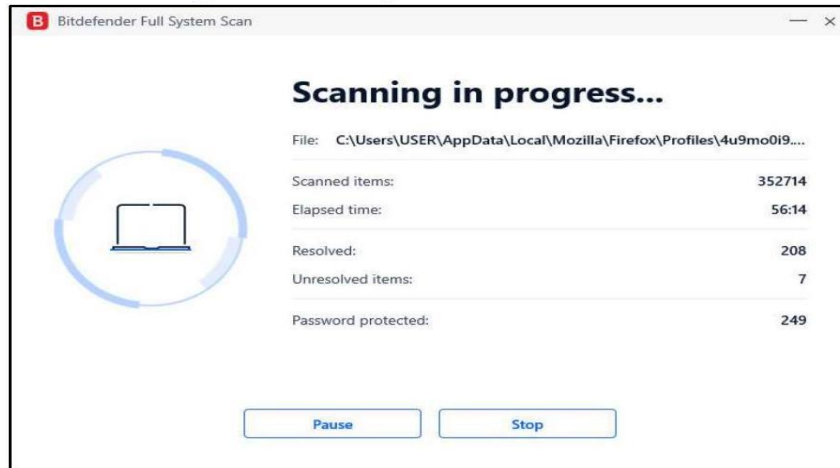 B Bitdefender Full System Scan
Scanning in progress...
File: C:\Users\USER\AppData\Local\Mozilla\Firefox\Profiles\4u9mo0i9....
Scanned items: 352714
Elapsed time: 56:14
Resolved: 208
Unresolved items: 7
Password protected: 249
Pause Stop